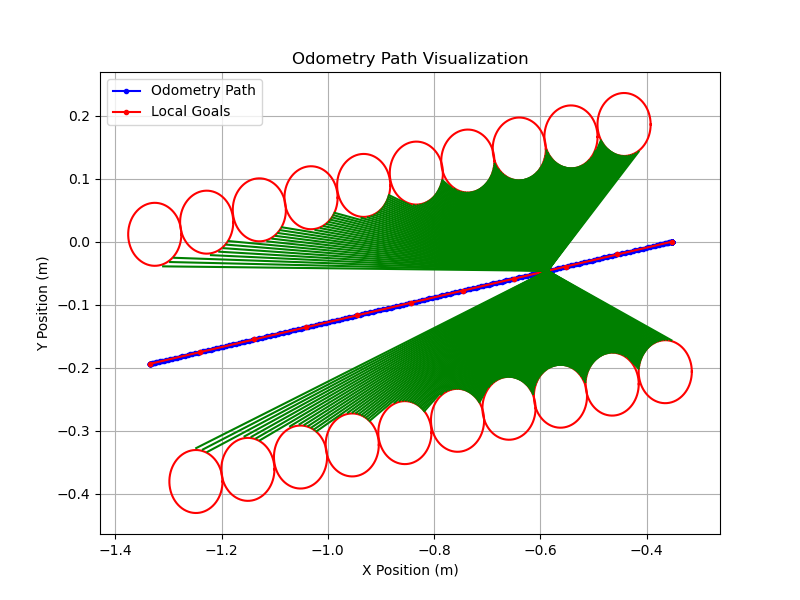 Odometry Path Visualization
Odometry Path
Local Goals
Y Position (m)
0.2
0.1
0.0
−0.1
−0.2
−0.3
−0.4
−1.4
−1.2
−1.0
−0.8
−0.6
−0.4
X Position (m)